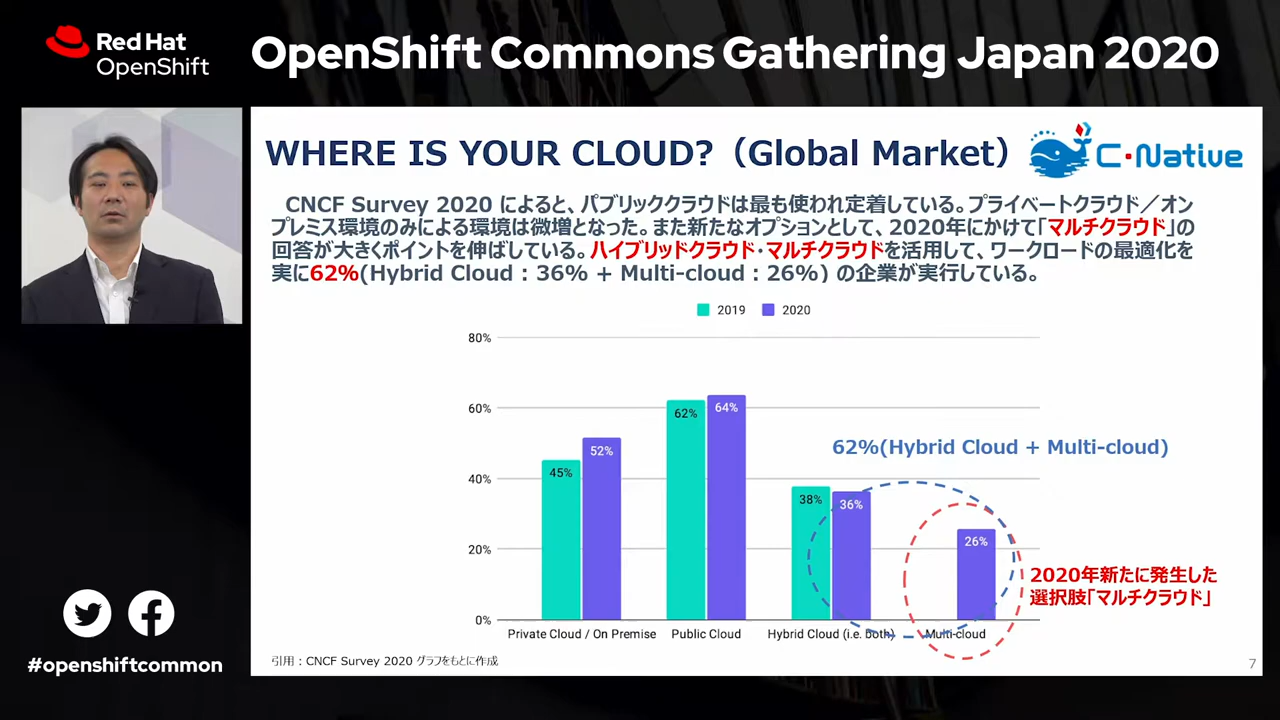 Red Hat
OpenShift
OpenShift Commons Gathering Japan 2020
WHERE IS YOUR CLOUD?（Global Market）
C・Native
CNCF Survey 2020 によると、パブリッククラウドは最も使われ定着している。プライベートクラウド／オン
プレミス環境のみによる環境は微増となった。また新たなオプションとして、2020年にかけて「マルチクラウド」の
回答が大きくポイントを伸ばしている。ハイブリッドクラウド・マルチクラウドを活用して、ワークロードの最適化を
実に62%(Hybrid Cloud : 36% + Multi-cloud : 26%) の企業が実行している。
2019 2020
80%
60%
40%
20%
0%
45%
52%
62%
64%
38%
36%
26%
62%(Hybrid Cloud + Multi-cloud)
2020年新たに発生した
選択肢「マルチクラウド」
Private Cloud / On Premise Public Cloud Hybrid Cloud (i.e. both) Multi-cloud
引用：CNCF Survey 2020 グラフをもとに作成
7
#openshiftcommon